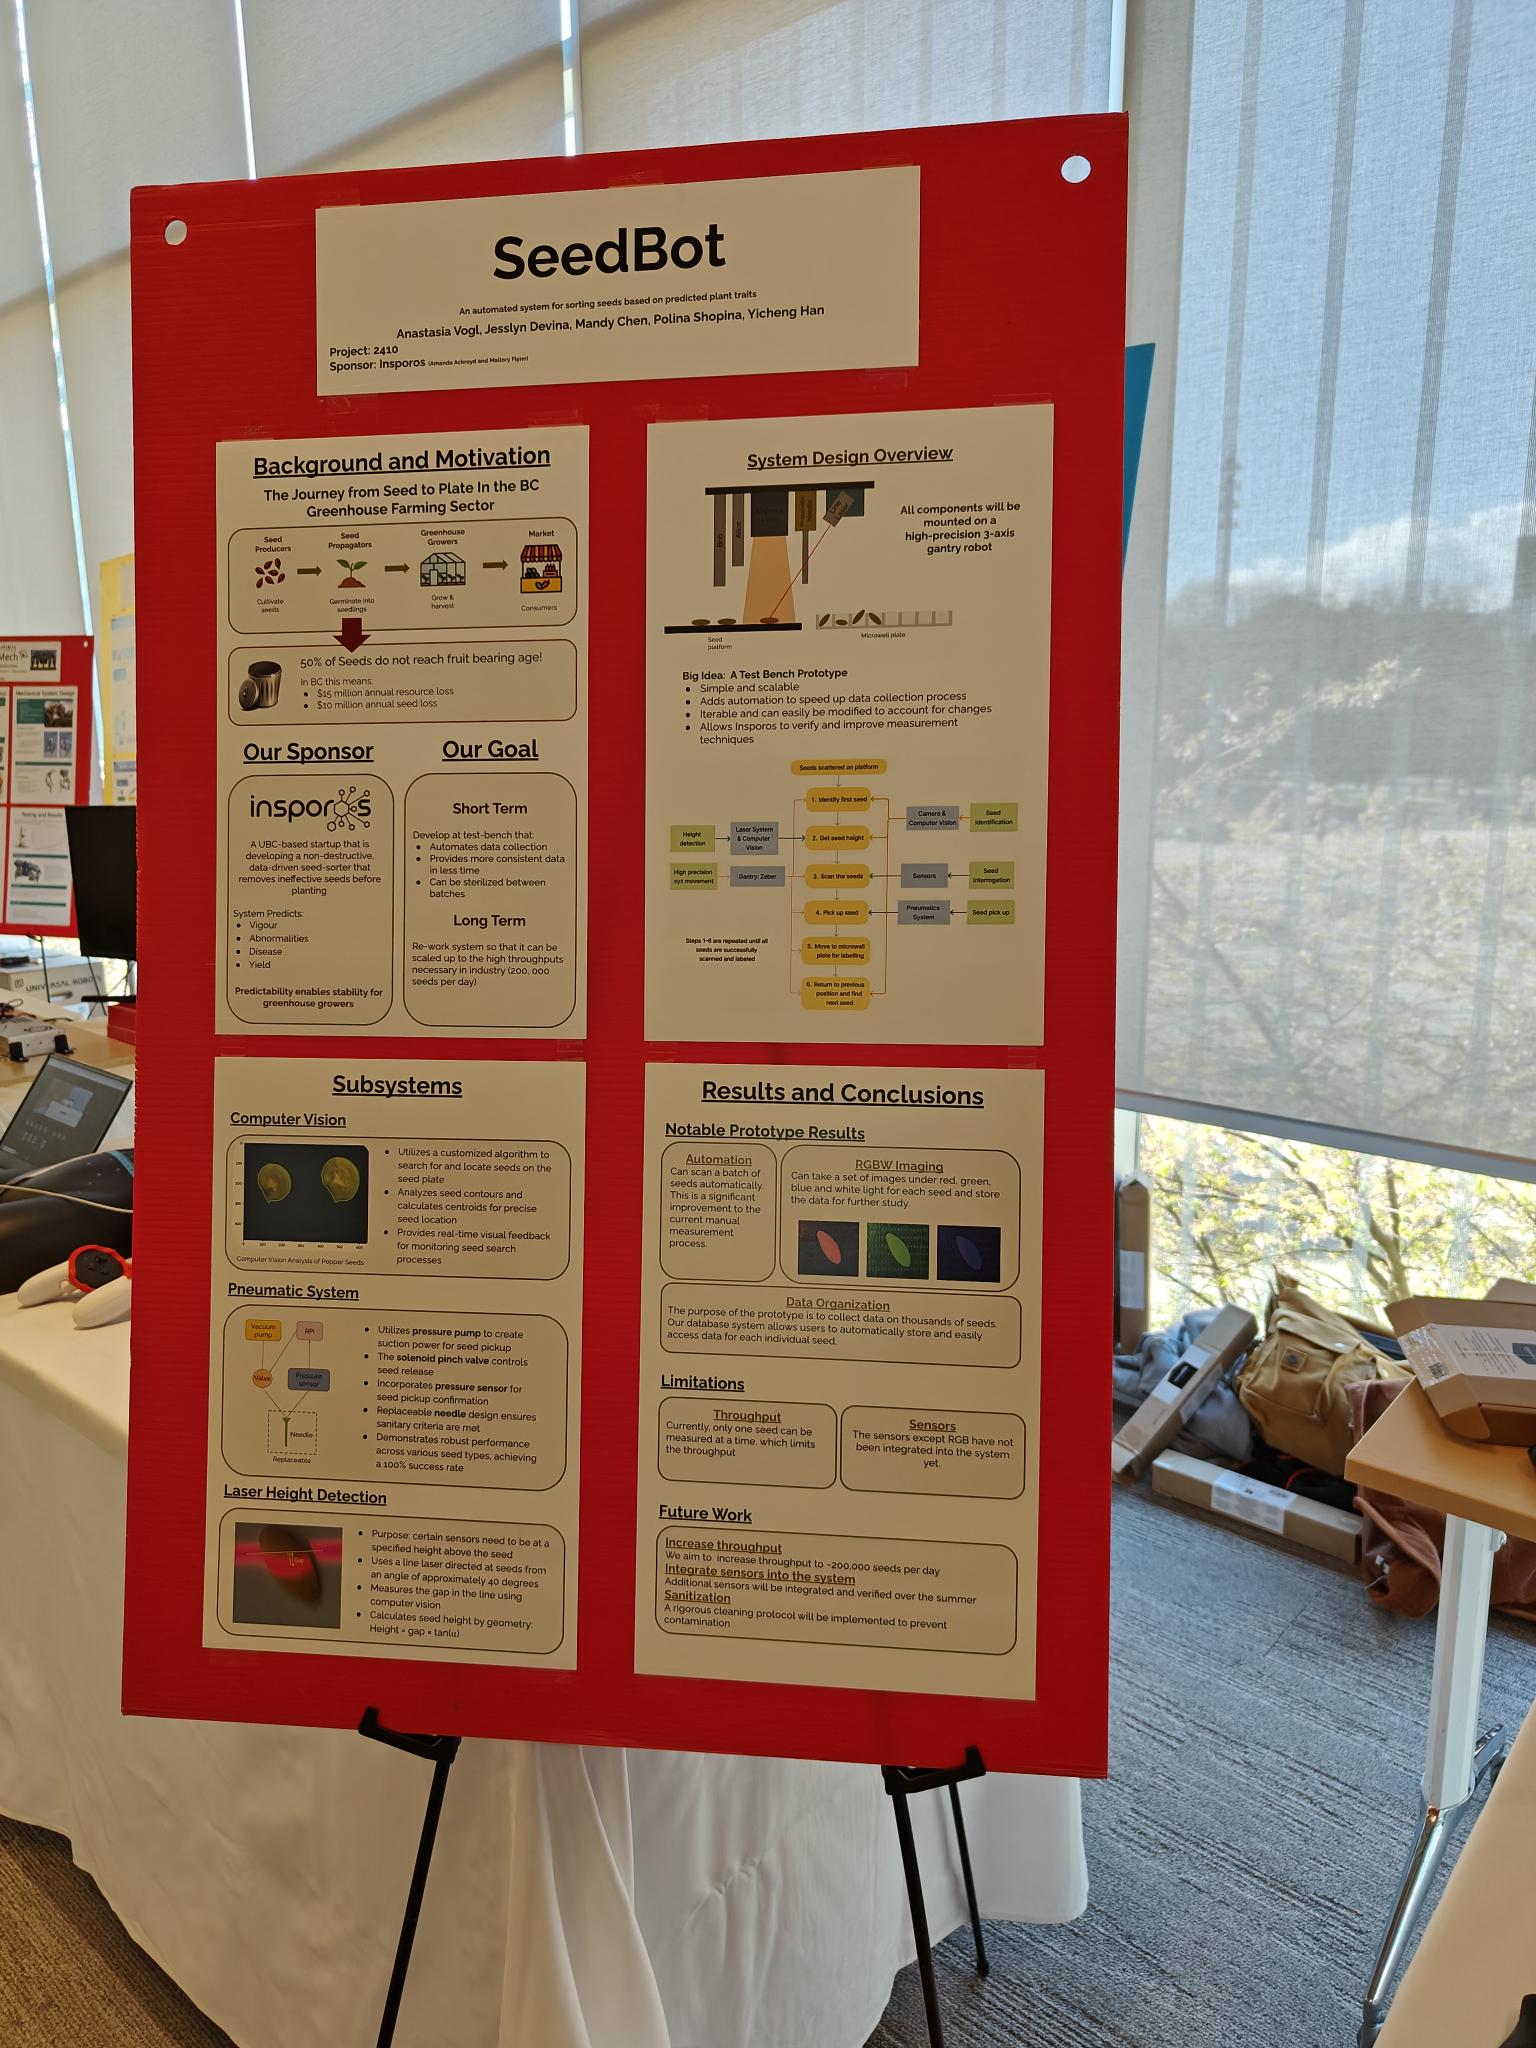 SeedBot
An automated system for sorting seeds based on predicted plant traits
Anastasia Vogl, Jesslyn Devina, Mandy Chen, Polina Shopina, Yicheng Han
Project: 2410
Sponsor: Insporos (Amanda Ackroyd and Mallory Flynn)
Background and Motivation
The Journey from Seed to Plate In the BC
Greenhouse Farming Sector
Seed
Producers
Seed
Propagators
Greenhouse
Growers
Market
Cultivate
seeds
Germinate into
seedlings
Grow &
harvest
Consumers
50% of Seeds do not reach fruit bearing age!
In BC this means:
• $15 million annual resource loss
• $10 million annual seed loss
Our Sponsor
insporos
A UBC-based startup that is
developing a non-destructive,
data-driven seed-sorter that
removes ineffective seeds before
planting
System Predicts:
• Vigour
• Abnormalities
• Disease
• Yield
Predictability enables stability for
greenhouse growers
Our Goal
Short Term
Develop at test-bench that:
• Automates data collection
• Provides more consistent data
in less time
• Can be sterilized between
batches
Long Term
Re-work system so that it can be
scaled up to the high throughputs
necessary in industry (200, 000
seeds per day)
System Design Overview
Bob
Alice
Pneumatic
Needle
Line
All components will be
mounted on a
high-precision 3-axis
gantry robot
Seed
platform
Microwell plate
Big Idea: A Test Bench Prototype
• Simple and scalable
• Adds automation to speed up data collection process
• Iterable and can easily be modified to account for changes
• Allows Insporos to verify and improve measurement
techniques
Seeds scattered on platform
1. Identify first seed
Camera &
Computer Vision
Seed
identification
Height
detection
Laser System
& Computer
Vision
2. Get seed height
High precision
xyz movement
Gantry: Zaber
3. Scan the seeds
Sensors
Seed
interrogation
4. Pick up seed
Pneumatics
System
Seed pick up
Steps 1-6 are repeated until all
seeds are successfully
scanned and labeled
5. Move to microwell
plate for labelling
6. Return to previous
position and find
next seed
Subsystems
Computer Vision
Computer Vision Analysis of Pepper Seeds
• Utilizes a customized algorithm to
search for and locate seeds on the
seed plate
• Analyzes seed contours and
calculates centroids for precise
seed location
• Provides real-time visual feedback
for monitoring seed search
processes
Pneumatic System
Vacuum
pump
RPi
Valve
Pressure
sensor
Needle
Replaceable
• Utilizes pressure pump to create
suction power for seed pickup
• The solenoid pinch valve controls
seed release
• Incorporates pressure sensor for
seed pickup confirmation
• Replaceable needle design ensures
sanitary criteria are met
• Demonstrates robust performance
across various seed types, achieving
a 100% success rate
Laser Height Detection
Gap
• Purpose: certain sensors need to be at a
specified height above the seed
• Uses a line laser directed at seeds from
an angle of approximately 40 degrees
• Measures the gap in the line using
computer vision
• Calculates seed height by geometry:
Height = gap × tan(α)
Results and Conclusions
Notable Prototype Results
Automation
Can scan a batch of
seeds automatically.
This is a significant
improvement to the
current manual
measurement
process.
RGBW Imaging
Can take a set of images under red, green,
blue and white light for each seed and store
the data for further study.
Data Organization
The purpose of the prototype is to collect data on thousands of seeds.
Our database system allows users to automatically store and easily
access data for each individual seed.
Limitations
Throughput
Currently, only one seed can be
measured at a time, which limits
the throughput
Sensors
The sensors except RGB have not
been integrated into the system
yet.
Future Work
Increase throughput
We aim to increase throughput to ~200,000 seeds per day
Integrate sensors into the system
Additional sensors will be integrated and verified over the summer
Sanitization
A rigorous cleaning protocol will be implemented to prevent
contamination
Mech
Mechanical System Design
Testing and Results
UNIVERSAL ROBO